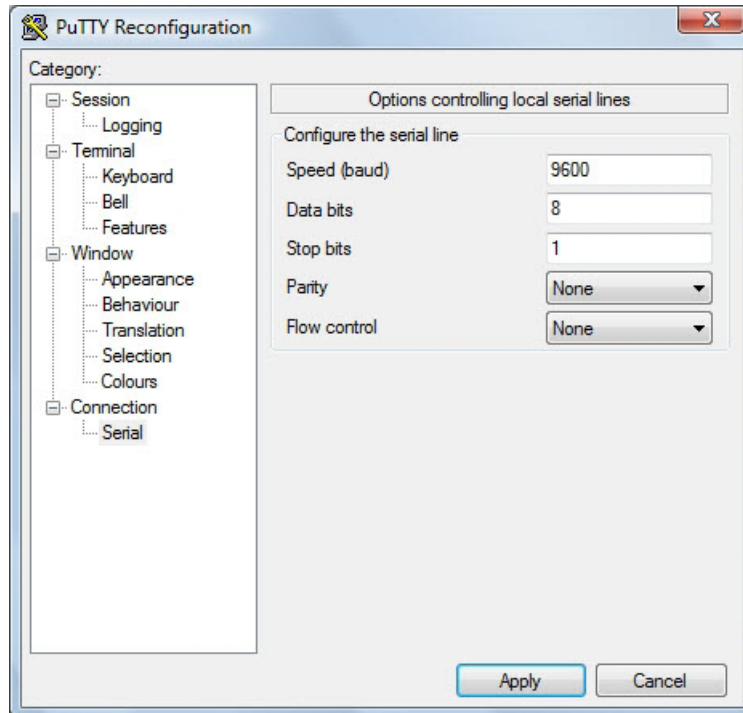 PuTTY Reconfiguration
X
Category:
Session
Logging
Terminal
Keyboard
Bell
Features
Window
Appearance
Behaviour
Translation
Selection
Colours
Connection
Serial
Options controlling local serial lines
Configure the serial line
Speed (baud) 9600
Data bits 8
Stop bits 1
Parity None
Flow control None
Apply Cancel